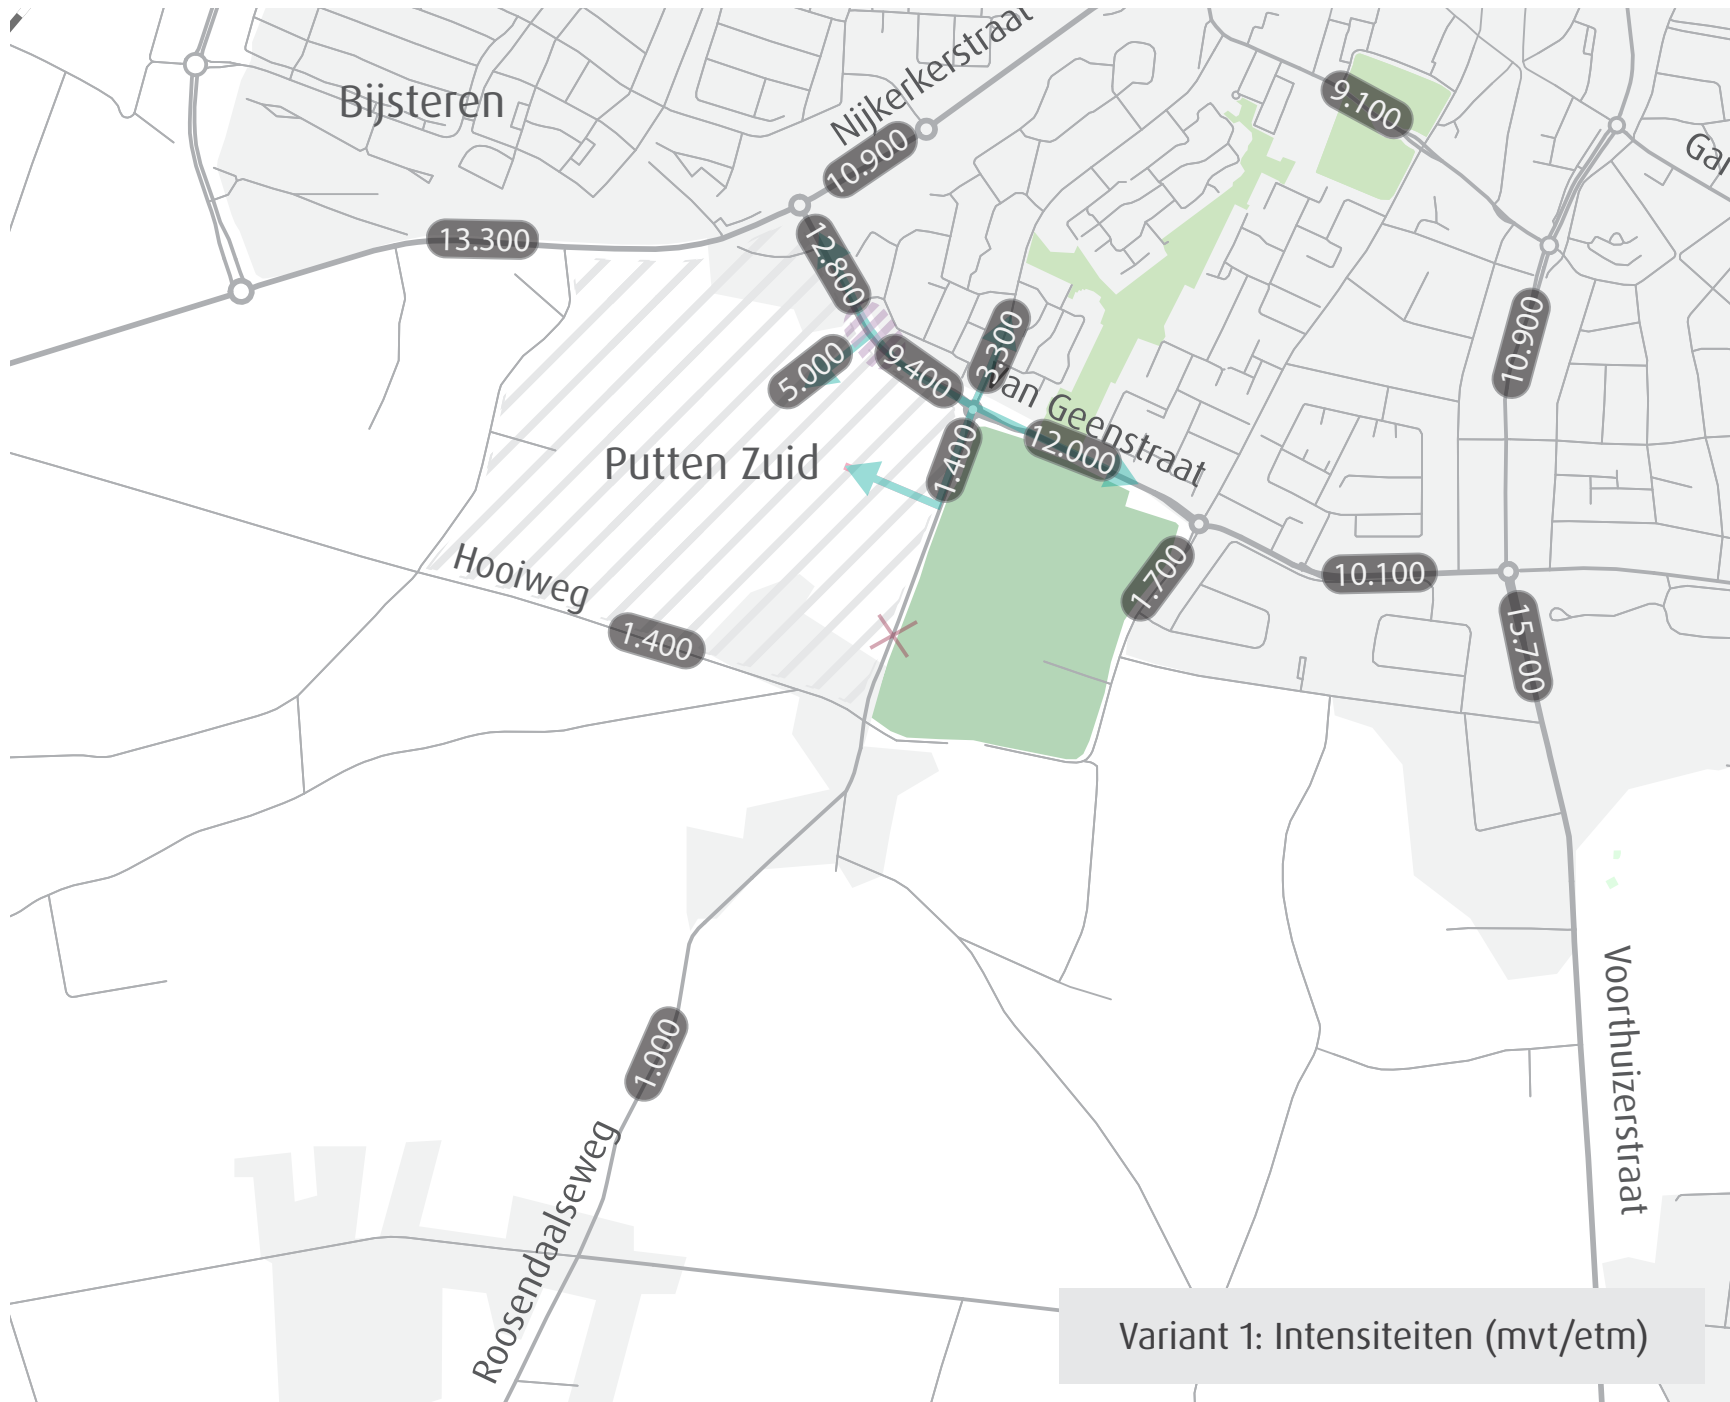 Nijkerkerstraat
Bijsteren
9.100
Gar
10.900
13.300
12.800
10.900
3.300
5.000
9.400
Van Geenstraat
12.000
1.400
Putten Zuid
Hooiweg
1.700
10.100
1.400
15.700
Voorthuizerstraat
1.000
Roosendaalseweg
Variant 1: Intensiteiten (mvt/etm)